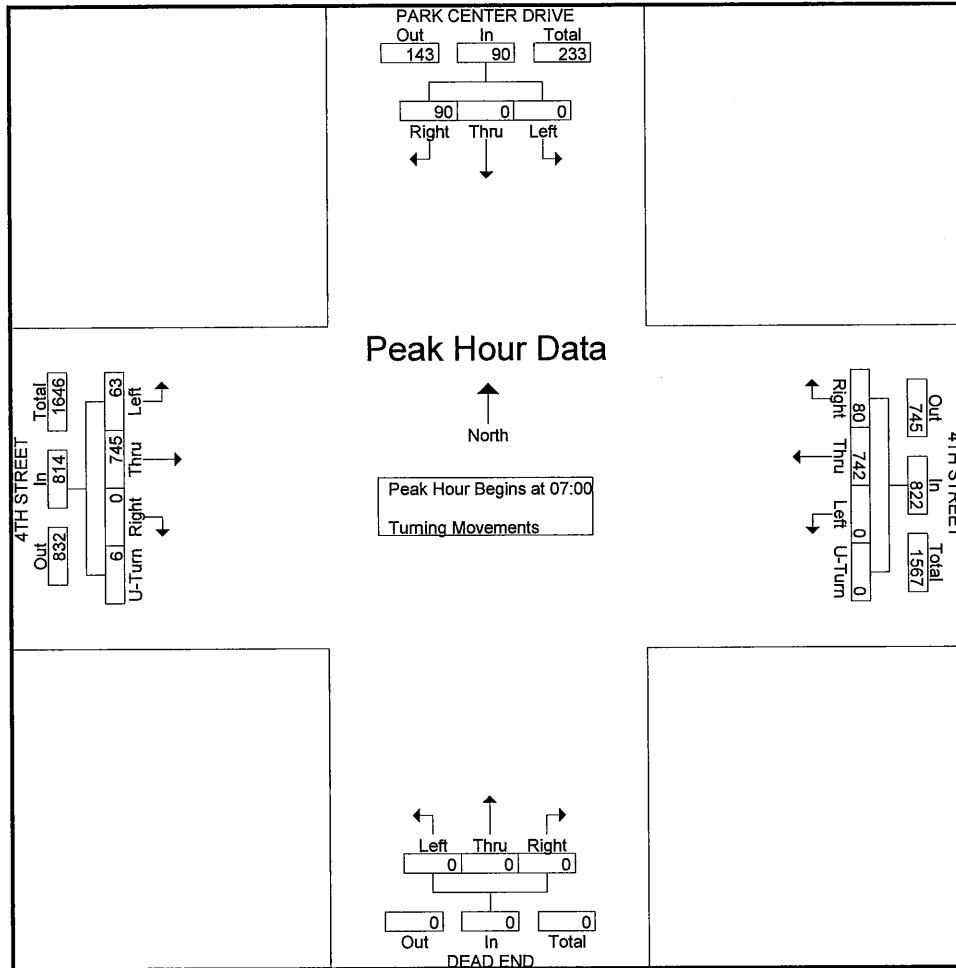 PARK CENTER DRIVE
Out In Total
143 90 233
90 0 0
Right Thru Left
Peak Hour Data
North
Peak Hour Begins at 07:00
Turning Movements
4TH STREET
Total In Out
1646 814 832
63 745 0 6
Left Thru Right U-Turn
Right Thru Left U-Turn
80 742 0 0
Out In Total
745 822 1567
4TH STREET
Left Thru Right
0 0 0
0 0 0
Out In Total
DEAD END